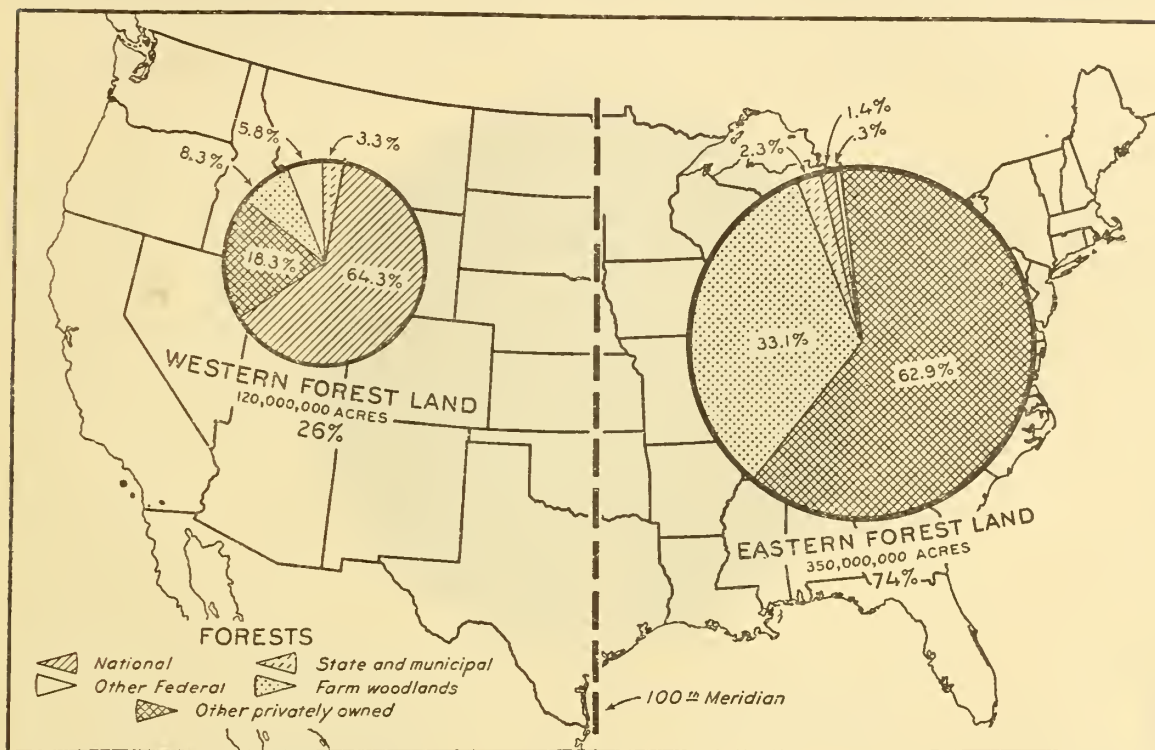 5.8%
3.3%
8.3%
18.3%
64.3%
WESTERN FOREST LAND
120,000,000 ACRES
26%
1.4%
.3%
2.3%
33.1%
62.9%
EASTERN FOREST LAND
350,000,000 ACRES
74%
FORESTS
National
State and municipal
Other Federal
Farm woodlands
Other privately owned
100th Meridian